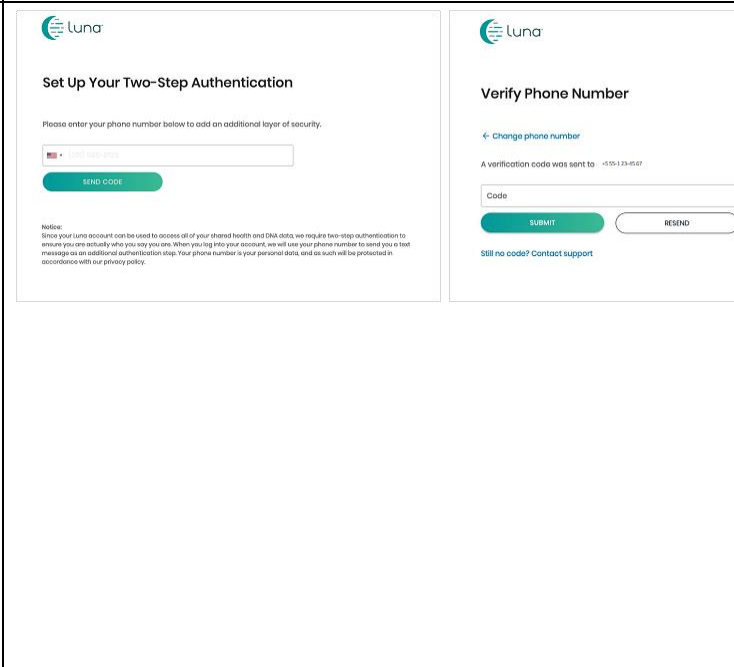 luna
Set Up Your Two-Step Authentication
Please enter your phone number below to add an additional layer of security.
SEND CODE
Notice:
Since your Luna account can be used to access all of your shared health and DNA data, we require two-step authentication to
ensure you are actually who you say you are. When you log into your account, we will use your phone number to send you a text
message as an additional authentication step. Your phone number is your personal data, and as such will be protected in
accordance with our privacy policy.
luna
Verify Phone Number
← Change phone number
A verification code was sent to +555-123-4567
Code
SUBMIT
RESEND
Still no code? Contact support